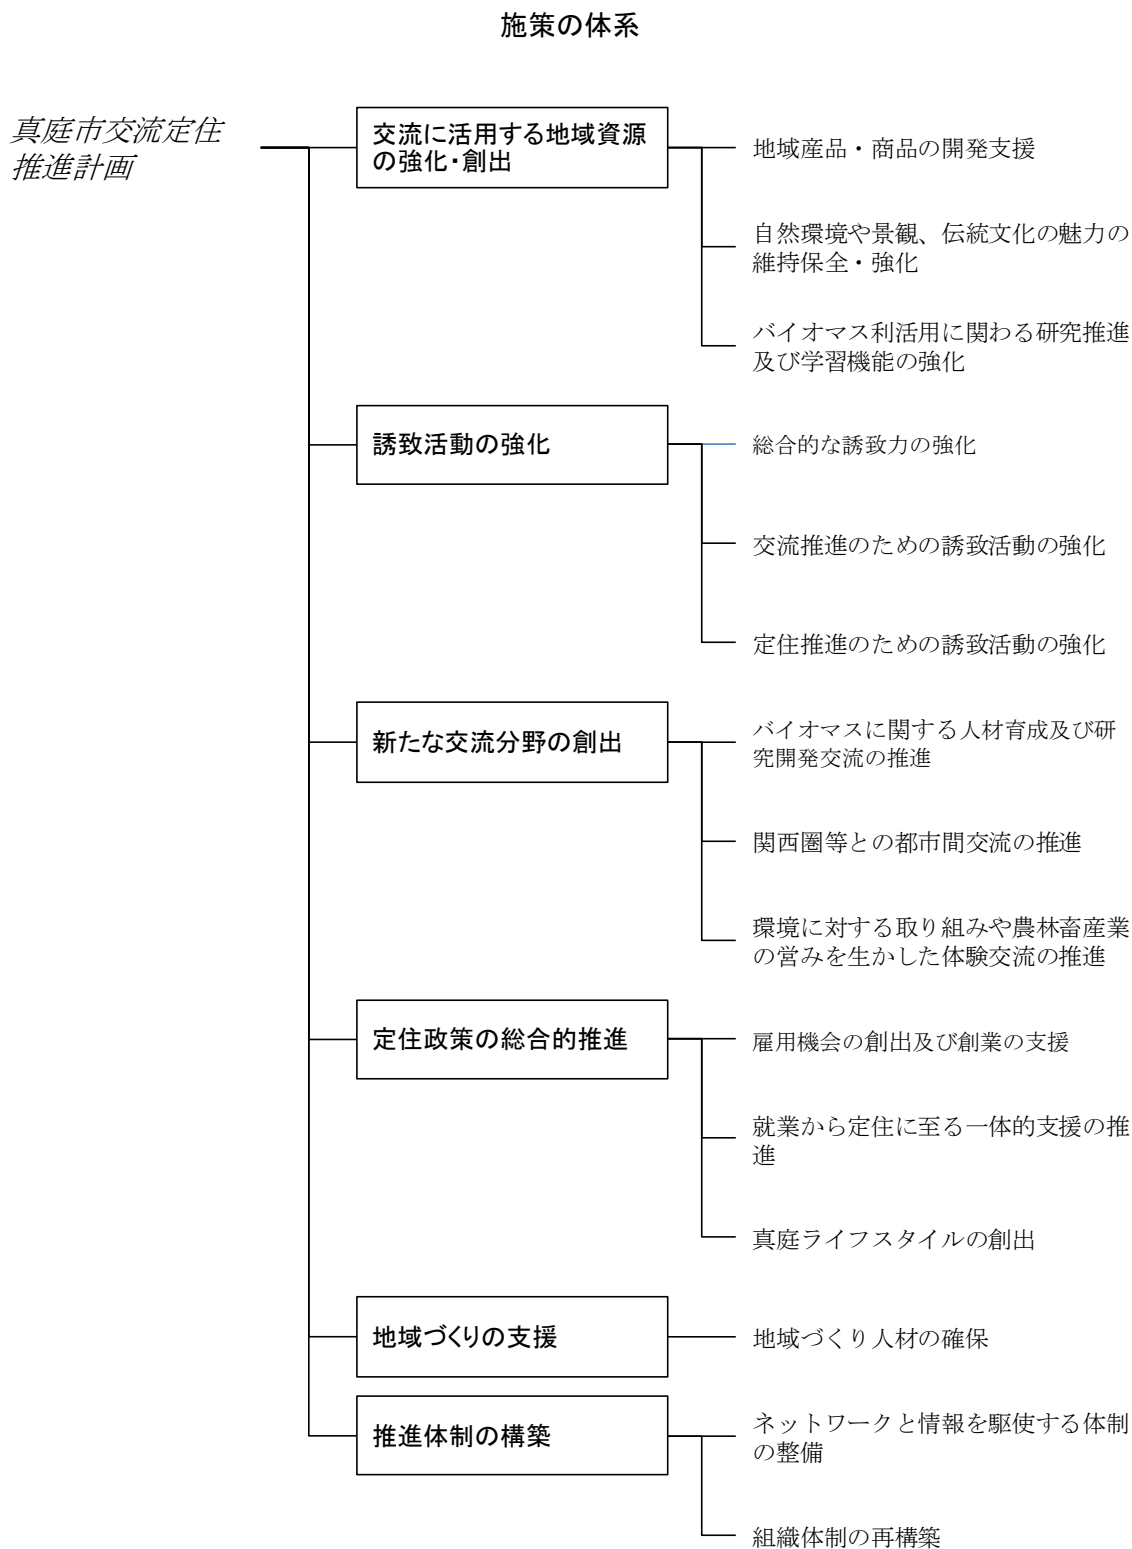 施策の体系
真庭市交流定住
推進計画
交流に活用する地域資源
の強化・創出
地域産品・商品の開発支援
自然環境や景観、伝統文化の魅力の
維持保全・強化
バイオマス利活用に関わる研究推進
及び学習機能の強化
誘致活動の強化
総合的な誘致力の強化
交流推進のための誘致活動の強化
定住推進のための誘致活動の強化
新たな交流分野の創出
バイオマスに関する人材育成及び研
究開発交流の推進
関西圏等との都市間交流の推進
環境に対する取り組みや農林畜産業
の営みを生かした体験交流の推進
定住政策の総合的推進
雇用機会の創出及び創業の支援
就業から定住に至る一体的支援の推
進
真庭ライフスタイルの創出
地域づくりの支援
地域づくり人材の確保
推進体制の構築
ネットワークと情報を駆使する体制
の整備
組織体制の再構築